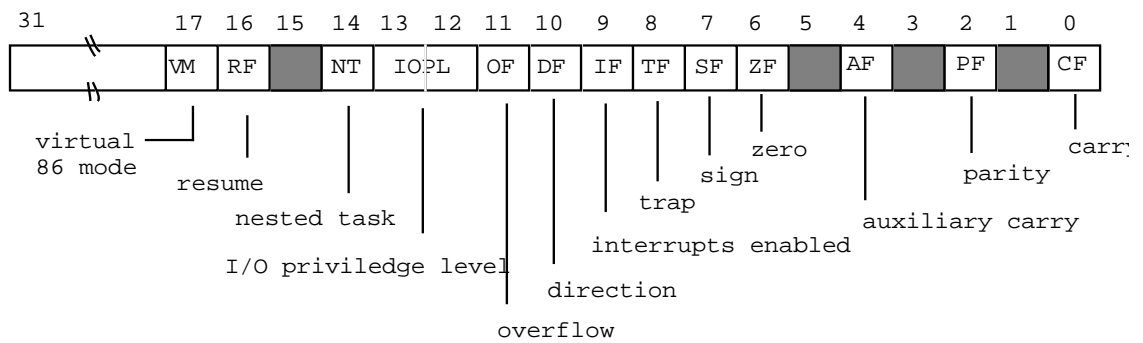 31 17 16 15 14 13 12 11 10 9 8 7 6 5 4 3 2 1 0
VM RF NT IOPL OF DF IF TF SF ZF AF PF CF
virtual
86 mode
resume
nested task
I/O priviledge level
overflow
direction
interrupts enabled
trap
sign
zero
auxiliary carry
parity
carry